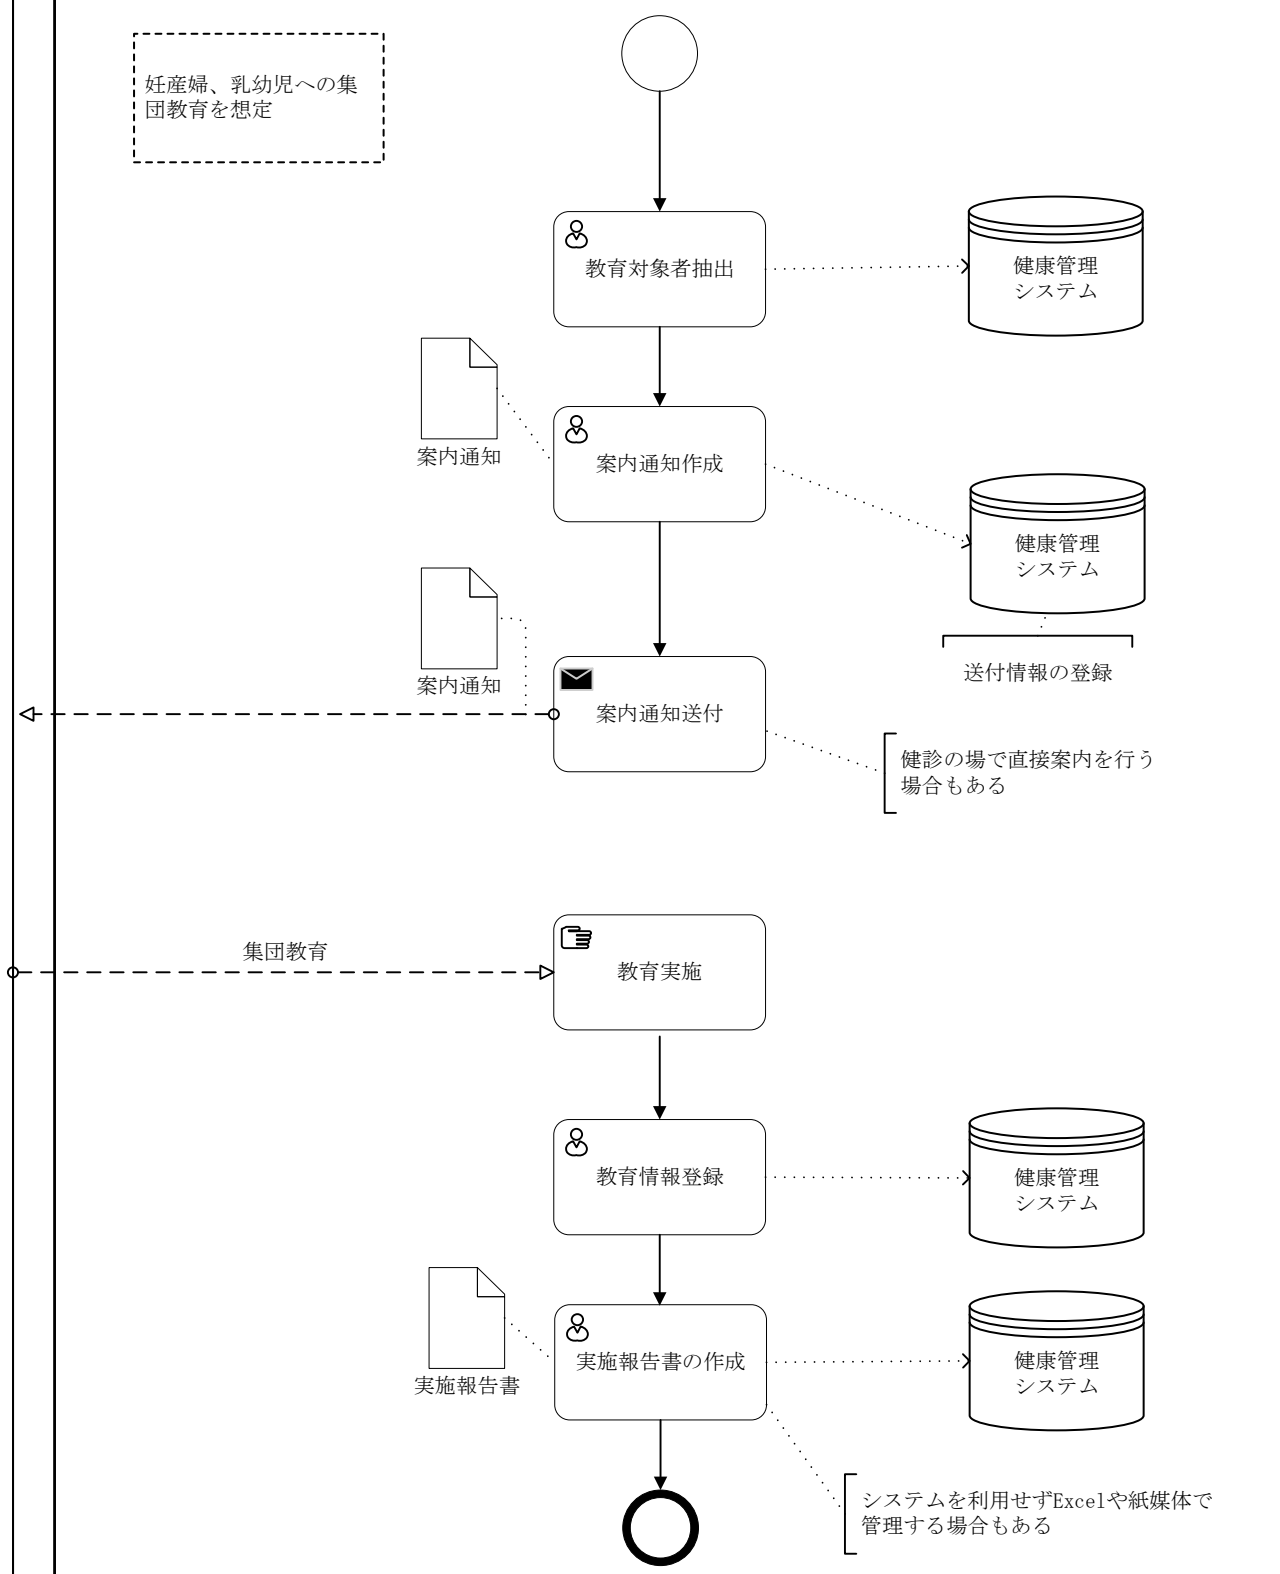 妊産婦、乳幼児への集
団教育を想定
教育対象者抽出
健康管理
システム
案内通知
案内通知作成
健康管理
システム
送付情報の登録
案内通知
案内通知送付
健診の場で直接案内を行う
場合もある
集団教育
教育実施
教育情報登録
健康管理
システム
実施報告書
実施報告書の作成
健康管理
システム
システムを利用せずExcelや紙媒体で
管理する場合もある